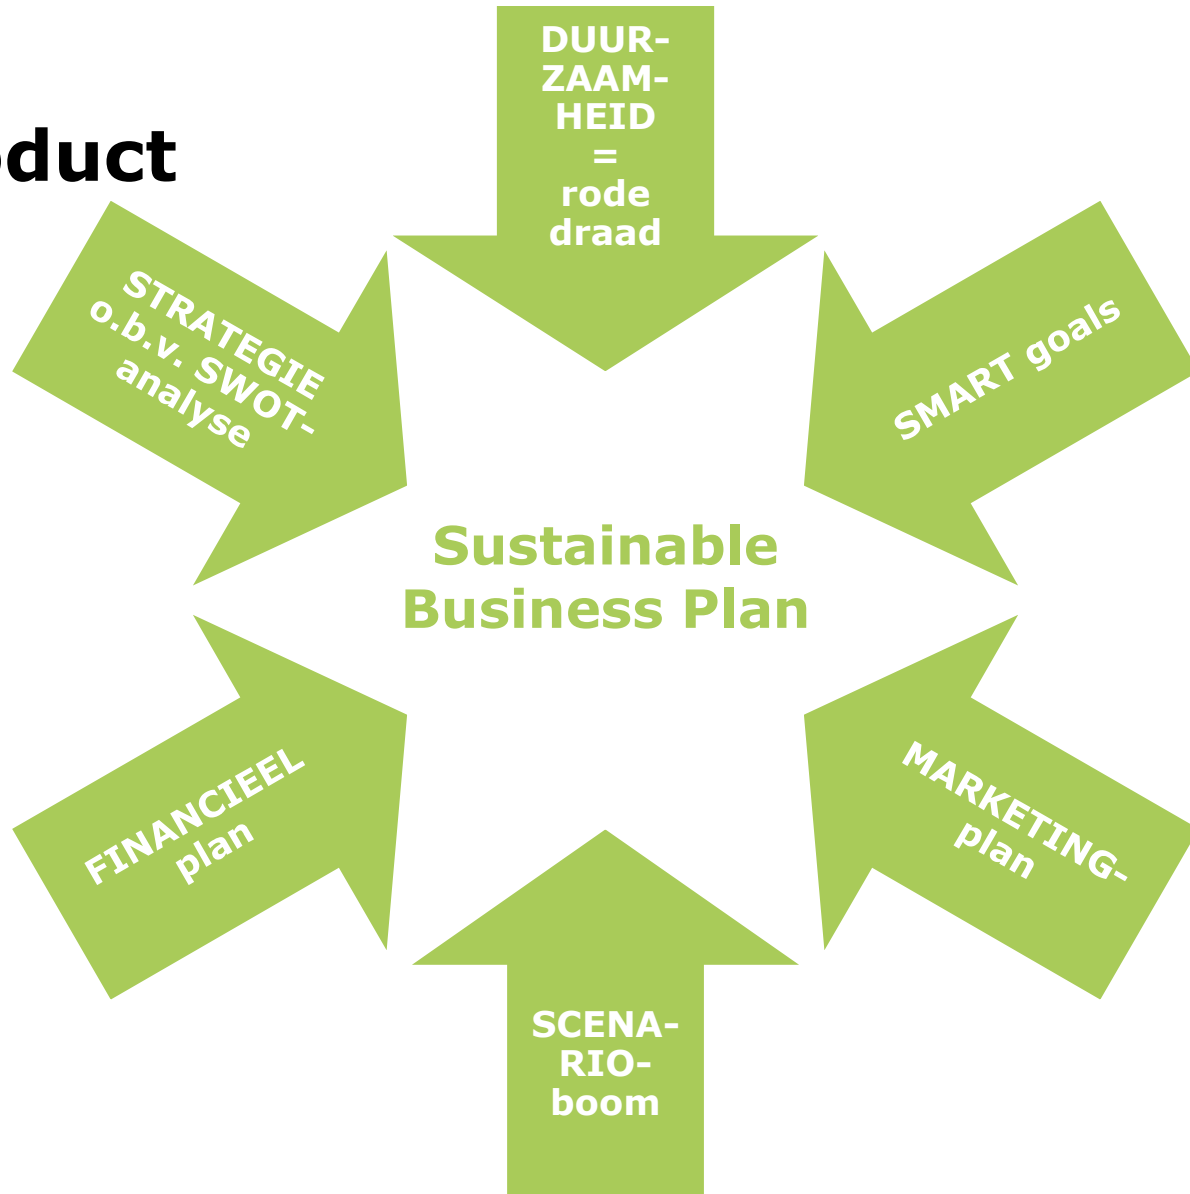 oduct
DUUR-
ZAAM-
HEID
=
rode
draad
STRATEGIE
o.b.v. SWOT-
analyse
SMART goals
Sustainable
Business Plan
FINANCIEEL
plan
MARKETING-
plan
SCENA-
RIO-
boom